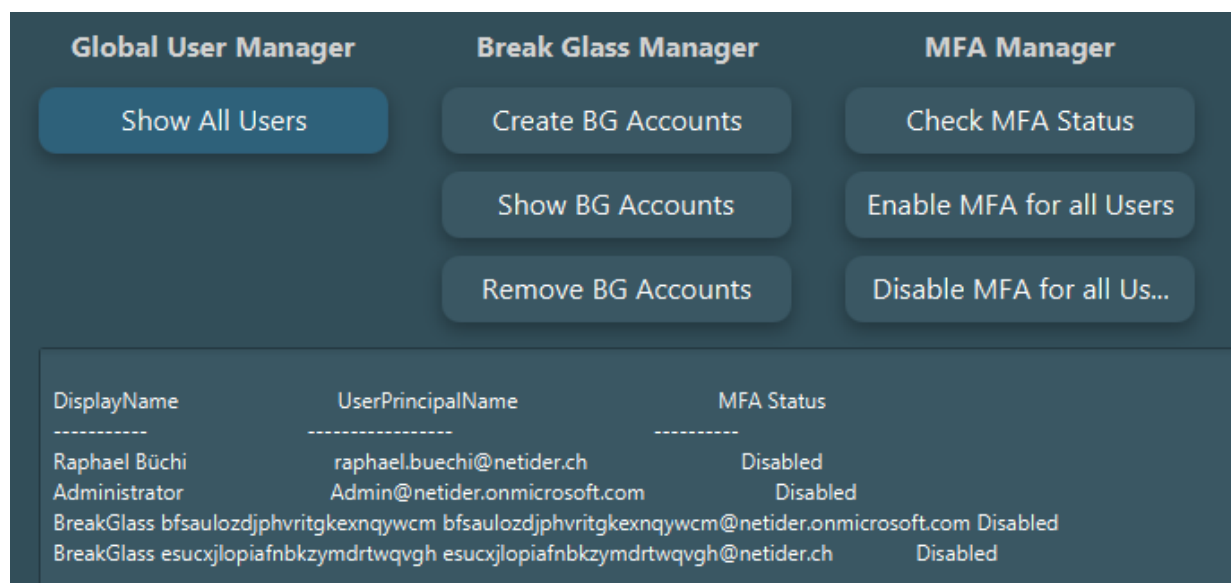 Global User Manager
Break Glass Manager
MFA Manager
Show All Users
Create BG Accounts
Check MFA Status
Show BG Accounts
Enable MFA for all Users
Remove BG Accounts
Disable MFA for all Us...
DisplayName UserPrincipalName MFA Status
----------- ----------------- ----------
Raphael Büchi raphael.buechi@netider.ch Disabled
Administrator Admin@netider.onmicrosoft.com Disabled
BreakGlass bfsaulozdjphvritgkexnqywcm bfsaulozdjphvritgkexnqywcm@netider.onmicrosoft.com Disabled
BreakGlass esucxjlopiafnbkzymdrtwqvgh esucxjlopiafnbkzymdrtwqvgh@netider.ch Disabled